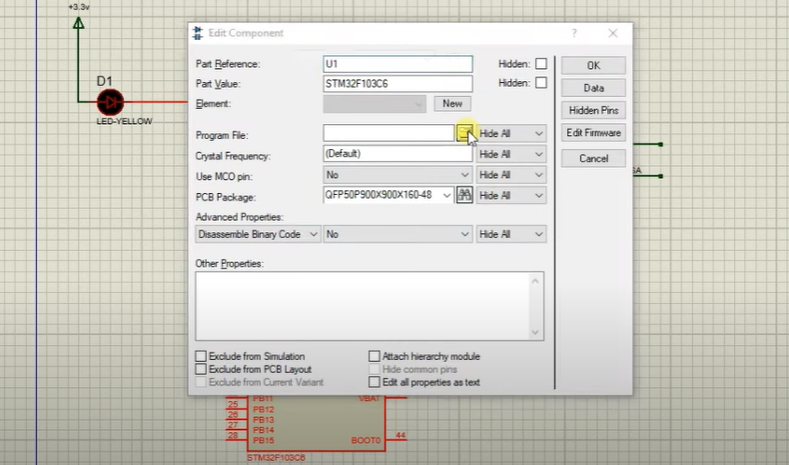 +3.3v
Edit Component
?
Part Reference:
U1
Hidden:
OK
Part Value:
STM32F103C6
Hidden:
Data
D1
Element:
New
Hidden Pins
LED-YELLOW
Program File:
Hide All
Edit Firmware
Crystal Frequency:
(Default)
Hide All
Cancel
Use MCO pin:
No
Hide All
PCB Package:
QFP50P900X900X160-48
Hide All
Advanced Properties:
Disassemble Binary Code
No
Hide All
Other Properties:
Exclude from Simulation
Attach hierarchy module
Exclude from PCB Layout
Hide common pins
Exclude from Current Variant
Edit all properties as text
PB11
VBAT
25
PB12
26
PB13
27
PB14
28
PB15
BOOT0
44
STM32F103C6